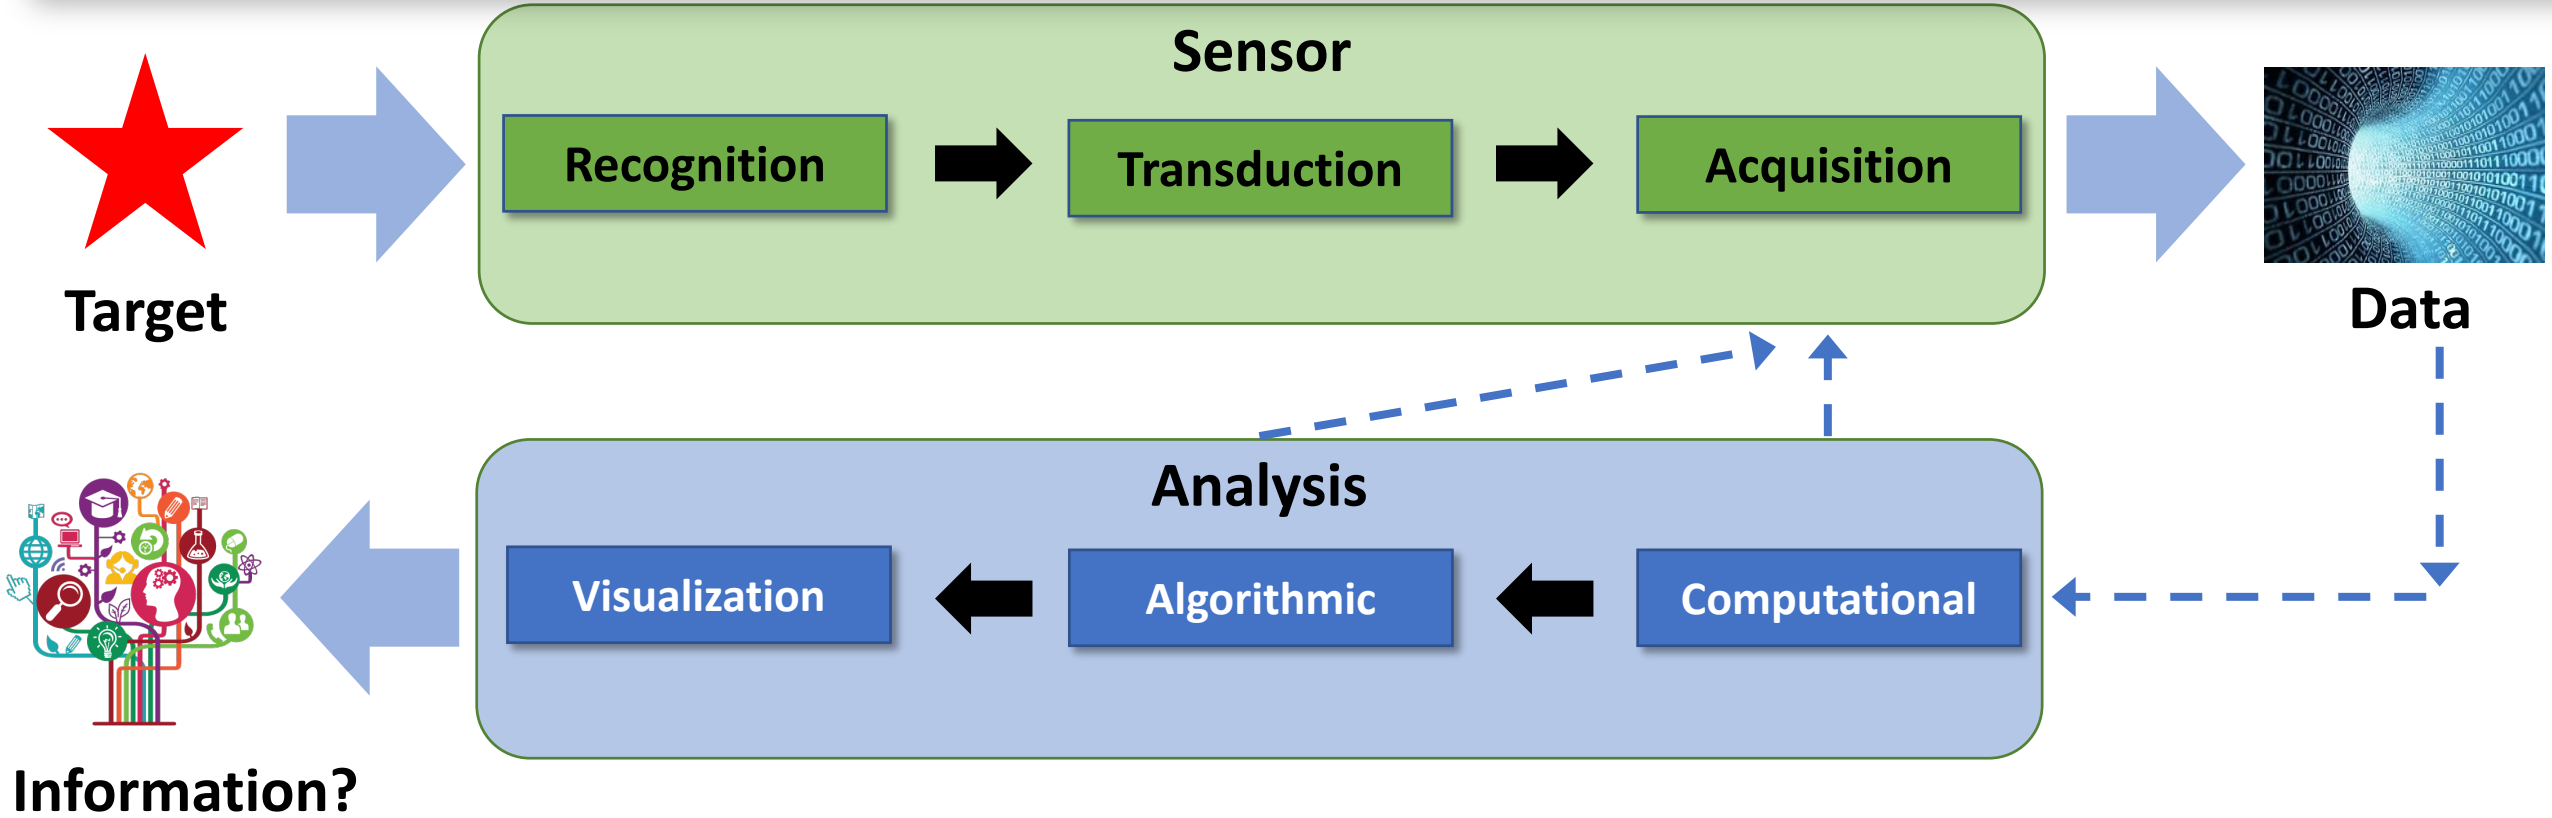 Sensor
Recognition
Transduction
Acquisition
Target
Data
Analysis
Visualization
Algorithmic
Computational
Information?